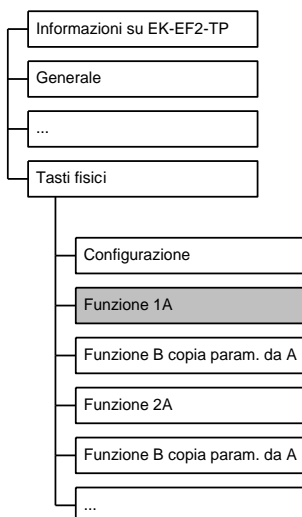 Informazioni su EK-EF2-TP
Generale
...
Tasti fisici
Configurazione
Funzione 1A
Funzione B copia param. da A
Funzione 2A
Funzione B copia param. da A
...